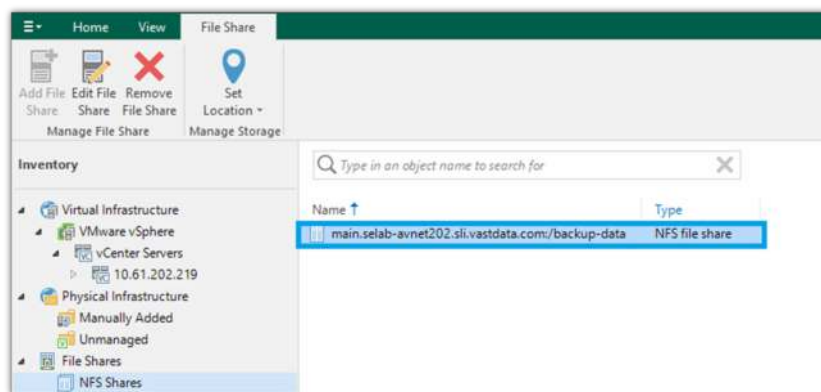 Home View File Share
Add File Share
Edit File Share
Remove File Share
Set Location
Manage File Share
Manage Storage
Inventory
Type in an object name to search for
Virtual Infrastructure
VMware vSphere
vCenter Servers
10.61.202.219
Physical Infrastructure
Manually Added
Unmanaged
File Shares
NFS Shares
Name Type
main.selab-avnet202.sli.vastdata.com:/backup-data NFS file share